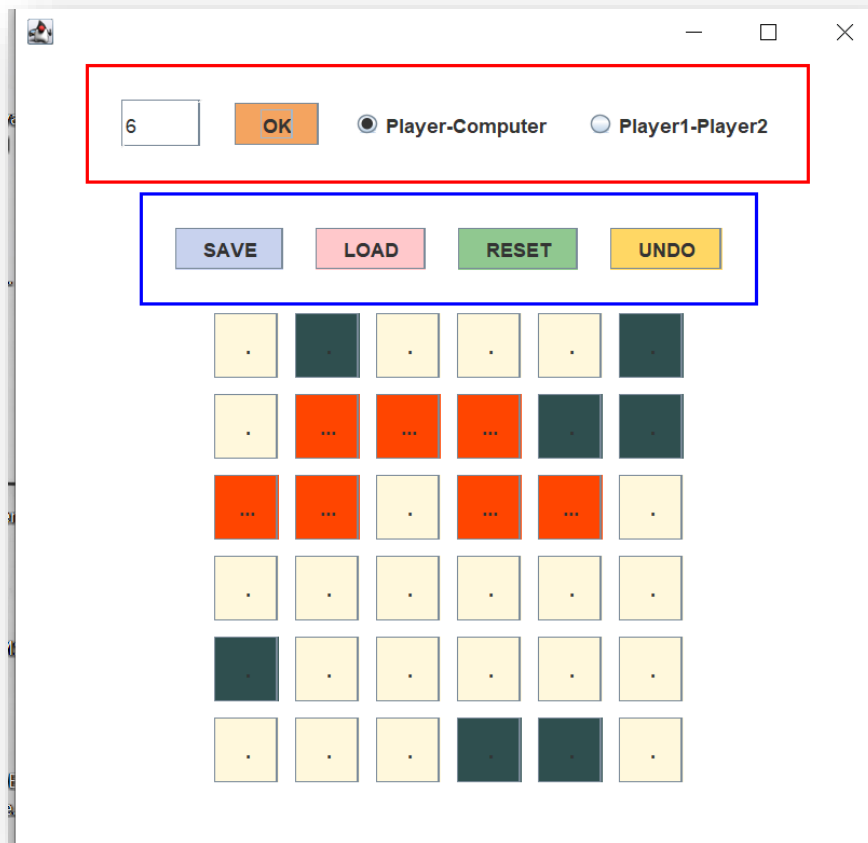 6 OK Player-Computer Player1-Player2
SAVE LOAD RESET UNDO
. . . . . .
. ... ... ... . .
... ... . ... ... .
. . . . . .
. . . . . .
. . . . . .